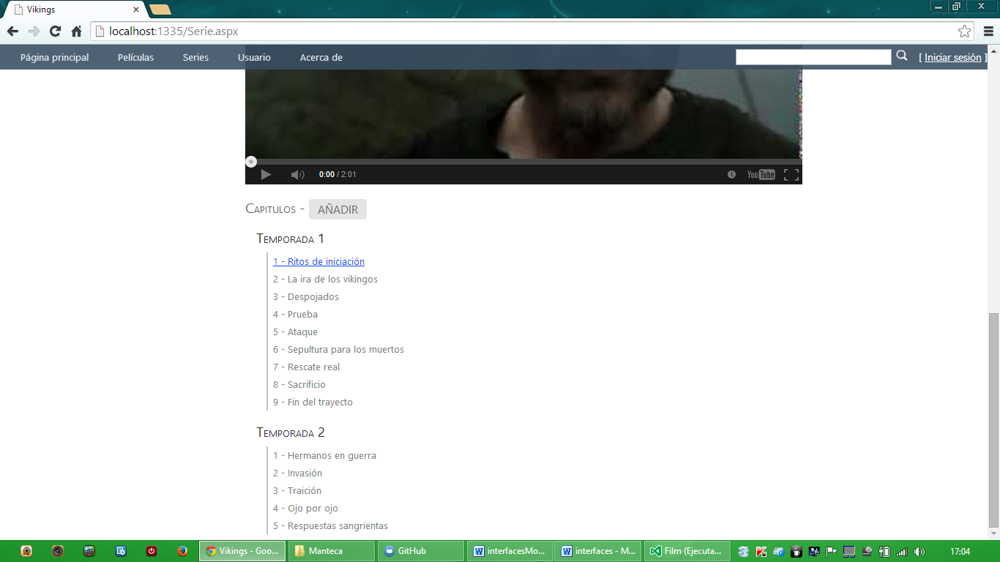 Vikings
localhost:1335/Serie.aspx
Página principal Películas Series Usuario Acerca de [ Iniciar sesión ]
0:00 / 2:01 YouTube
Capitulos - AÑADIR
Temporada 1
1 - Ritos de iniciación
2 - La ira de los vikingos
3 - Despojados
4 - Prueba
5 - Ataque
6 - Sepultura para los muertos
7 - Rescate real
8 - Sacrificio
9 - Fin del trayecto
Temporada 2
1 - Hermanos en guerra
2 - Invasión
3 - Traición
4 - Ojo por ojo
5 - Respuestas sangrientas
Vikings - Goo... Manteca GitHub interfacesMo... interfaces - M... Film (Ejecuta... 17:04